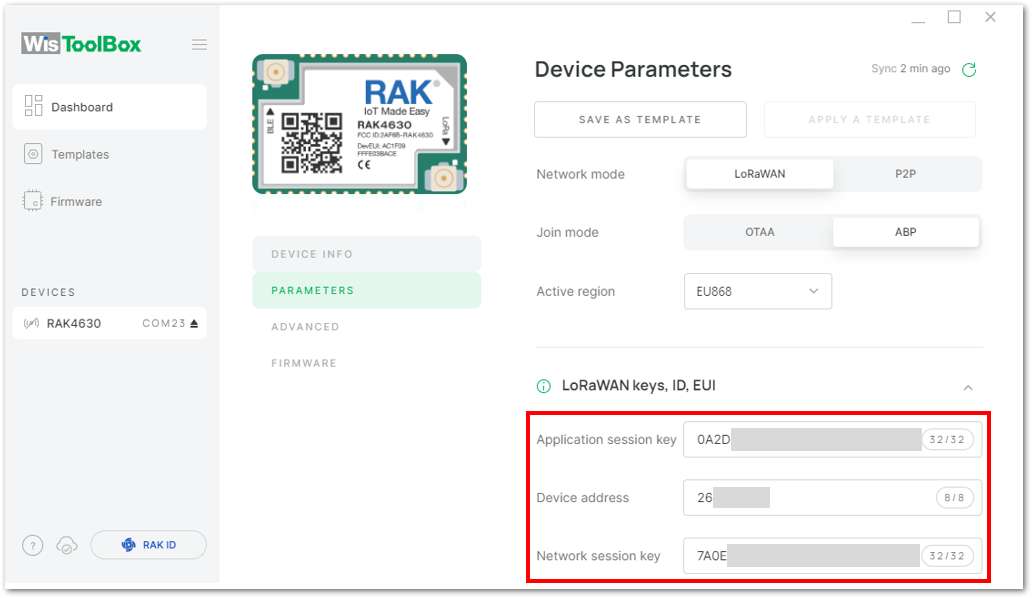 WisToolBox
Dashboard
Templates
Firmware
DEVICES
RAK4630 COM23
?
RAK ID
RAK®
IoT Made Easy
RAK4630
FCC ID:2AF6B-RAK4630
DevEUI: AC1F09
FFFE03BACE
CE
BLE
LoRa
DEVICE INFO
PARAMETERS
ADVANCED
FIRMWARE
Device Parameters
Sync 2 min ago
SAVE AS TEMPLATE
APPLY A TEMPLATE
Network mode LoRaWAN P2P
Join mode OTAA ABP
Active region EU868
LoRaWAN keys, ID, EUI
Application session key 0A2D 32/32
Device address 26 8/8
Network session key 7A0E 32/32